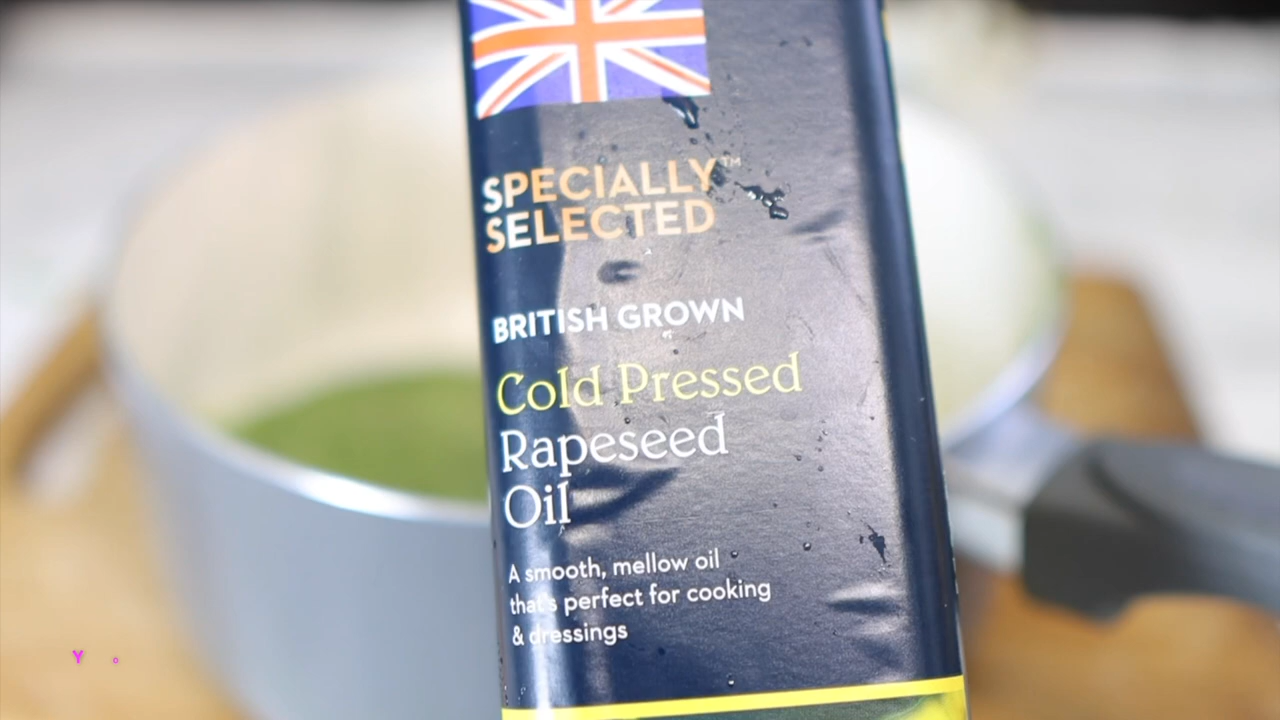 SPECIALLY™
SELECTED
BRITISH GROWN
Cold Pressed
Rapeseed
Oil
A smooth, mellow oil
that's perfect for cooking
& dressings
Y